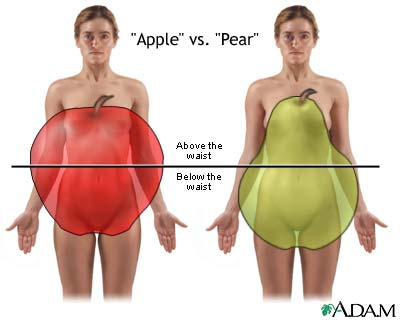 "Apple" vs. "Pear"
Above the
waist
Below the
waist
ADAM